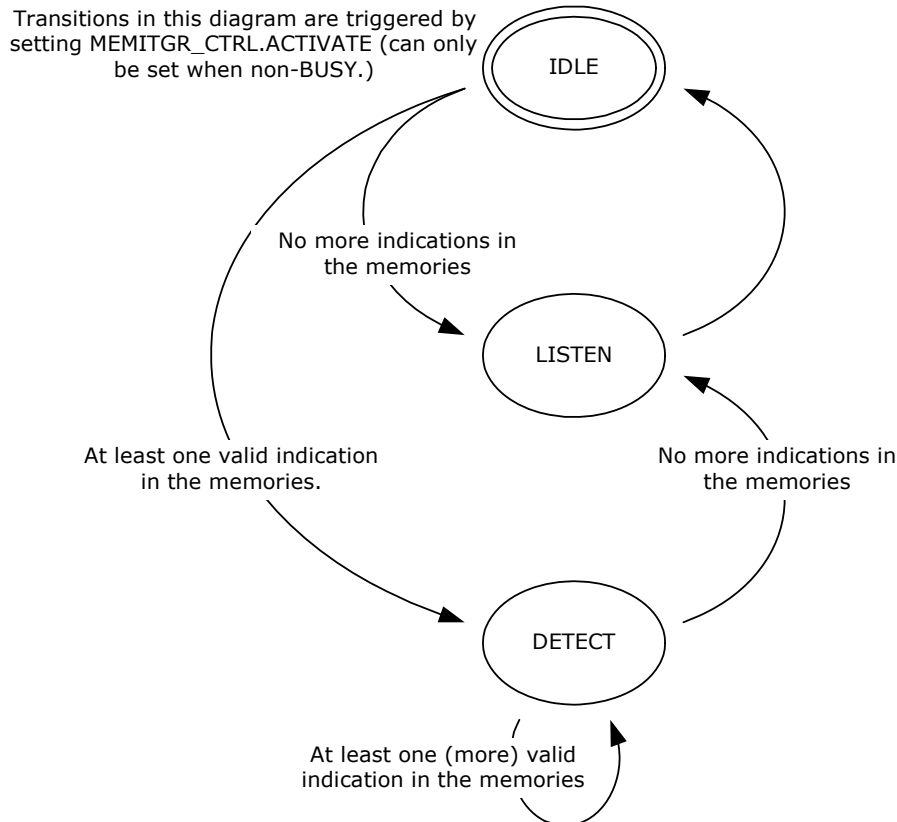 Transitions in this diagram are triggered by
setting MEMITGR_CTRL.ACTIVATE (can only
be set when non-BUSY.)
IDLE
No more indications in
the memories
LISTEN
At least one valid indication
in the memories.
No more indications in
the memories
DETECT
At least one (more) valid
indication in the memories